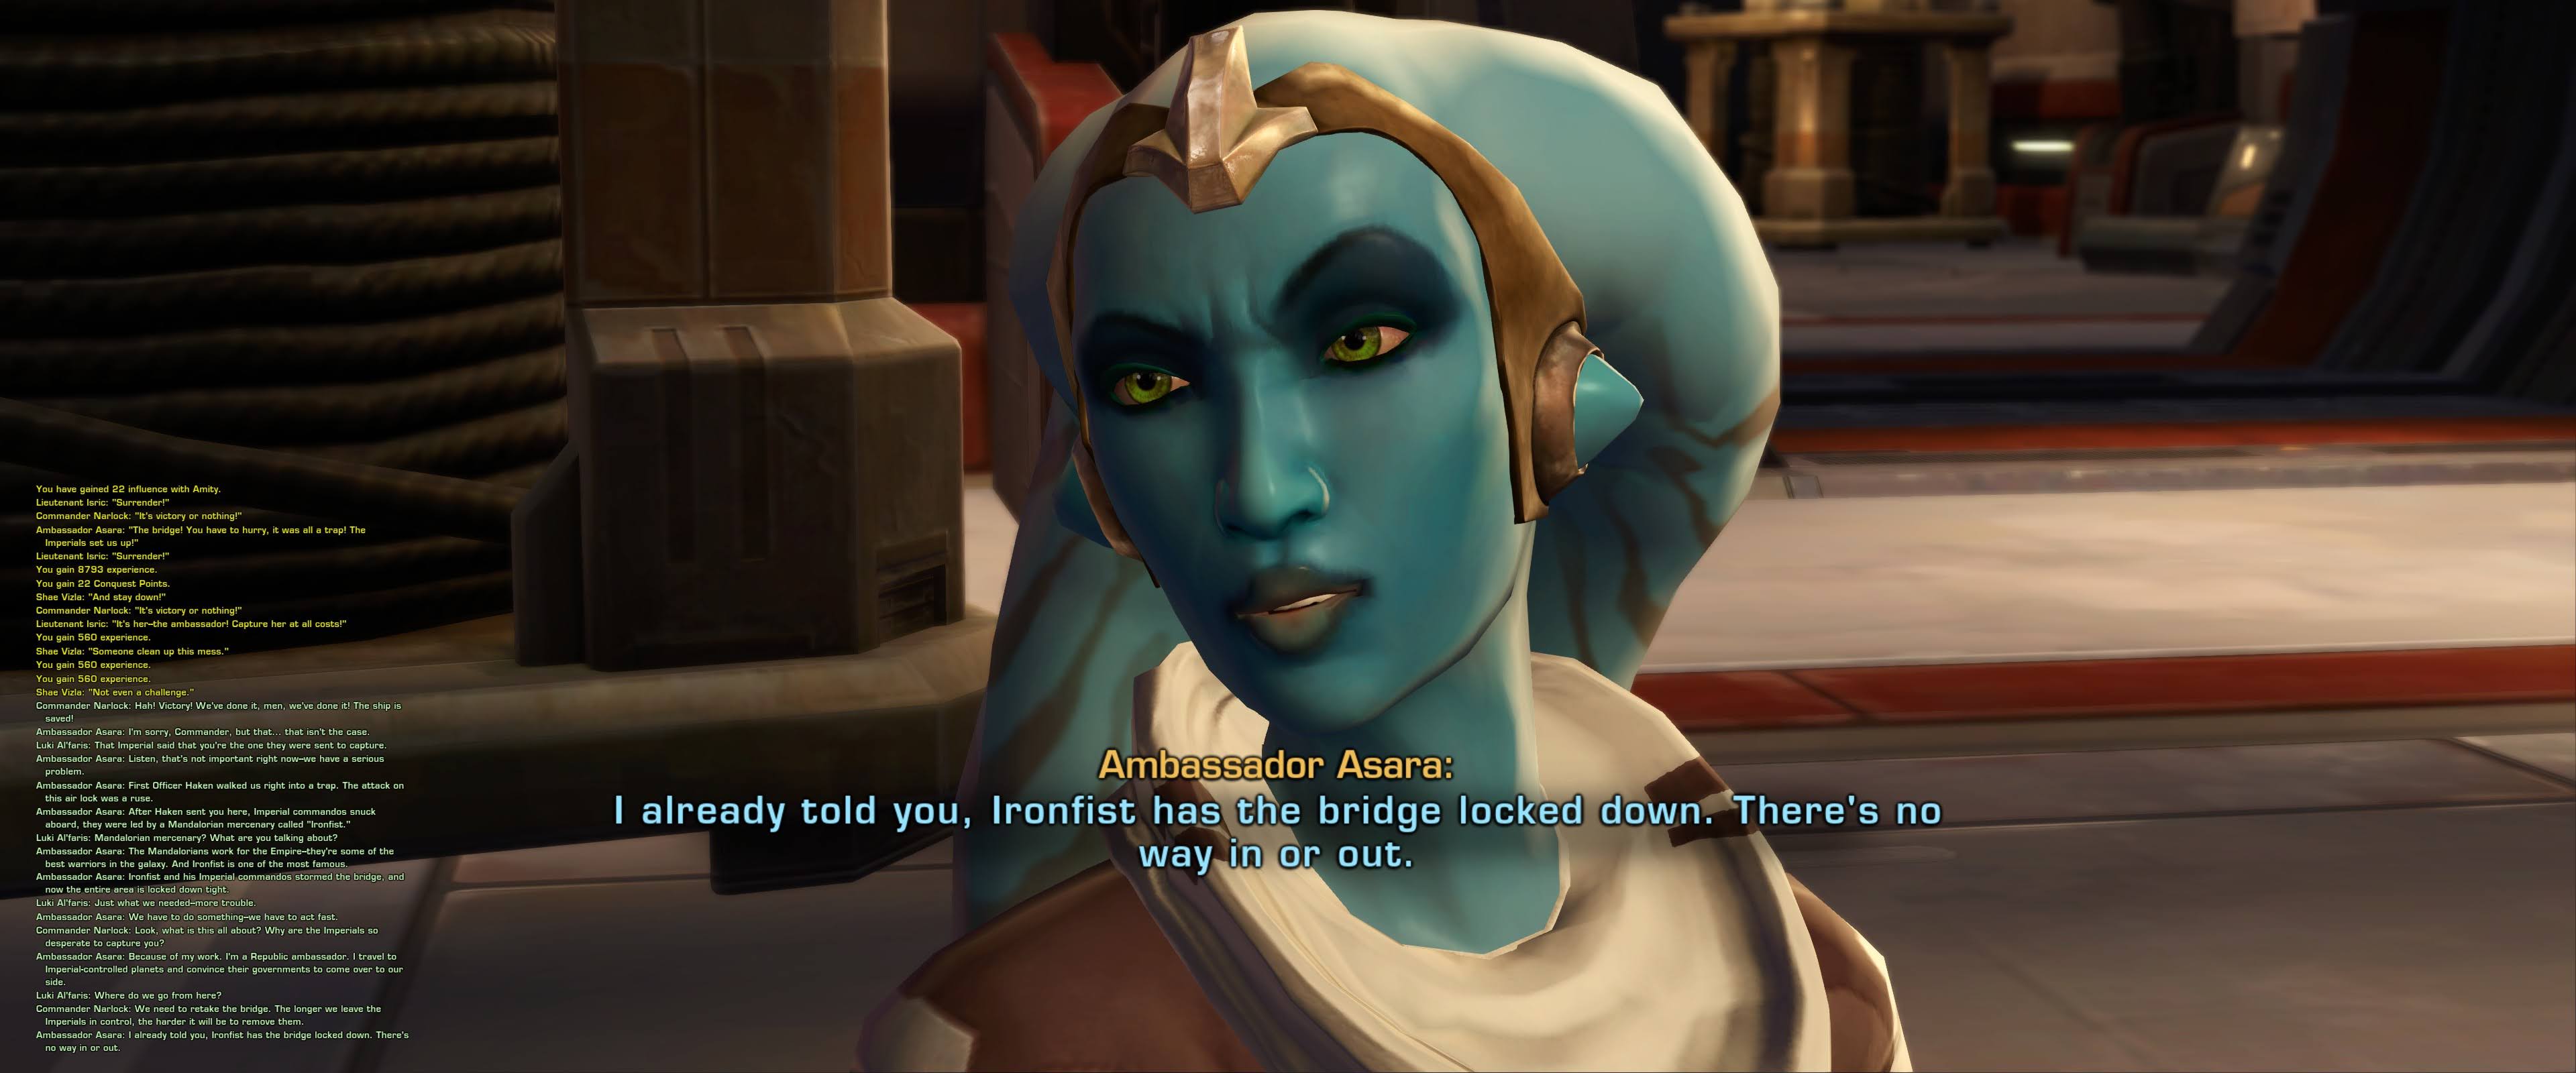 You have gained 22 influence with Amity.
Lieutenant Isric: "Surrender!"
Commander Narlock: "It's victory or nothing!"
Ambassador Asara: "The bridge! You have to hurry, it was all a trap! The
Imperials set us up!"
Lieutenant Isric: "Surrender!"
You gain 8793 experience.
You gain 22 Conquest Points.
Shae Vizla: "And stay down!"
Commander Narlock: "It's victory or nothing!"
Lieutenant Isric: "It's her—the ambassador! Capture her at all costs!"
You gain 560 experience.
Shae Vizla: "Someone clean up this mess."
You gain 560 experience.
You gain 560 experience.
Shae Vizla: "Not even a challenge."
Commander Narlock: Hah! Victory! We've done it, men, we've done it! The ship is
saved!
Ambassador Asara: I'm sorry, Commander, but that... that isn't the case.
Luki Al'faris: That Imperial said that you're the one they were sent to capture.
Ambassador Asara: Listen, that's not important right now—we have a serious
problem.
Ambassador Asara: First Officer Haken walked us right into a trap. The attack on
this air lock was a ruse.
Ambassador Asara: After Haken sent you here, Imperial commandos snuck
aboard, they were led by a Mandalorian mercenary called "Ironfist."
Luki Al'faris: Mandalorian mercenary? What are you talking about?
Ambassador Asara: The Mandalorians work for the Empire—they're some of the
best warriors in the galaxy. And Ironfist is one of the most famous.
Ambassador Asara: Ironfist and his Imperial commandos stormed the bridge, and
now the entire area is locked down tight.
Luki Al'faris: Just what we needed—more trouble.
Ambassador Asara: We have to do something—we have to act fast.
Commander Narlock: Look, what is this all about? Why are the Imperials so
desperate to capture you?
Ambassador Asara: Because of my work. I'm a Republic ambassador. I travel to
Imperial-controlled planets and convince their governments to come over to our
side.
Luki Al'faris: Where do we go from here?
Commander Narlock: We need to retake the bridge. The longer we leave the
Imperials in control, the harder it will be to remove them.
Ambassador Asara: I already told you, Ironfist has the bridge locked down. There's
no way in or out.
Ambassador Asara:
I already told you, Ironfist has the bridge locked down. There's no
way in or out.